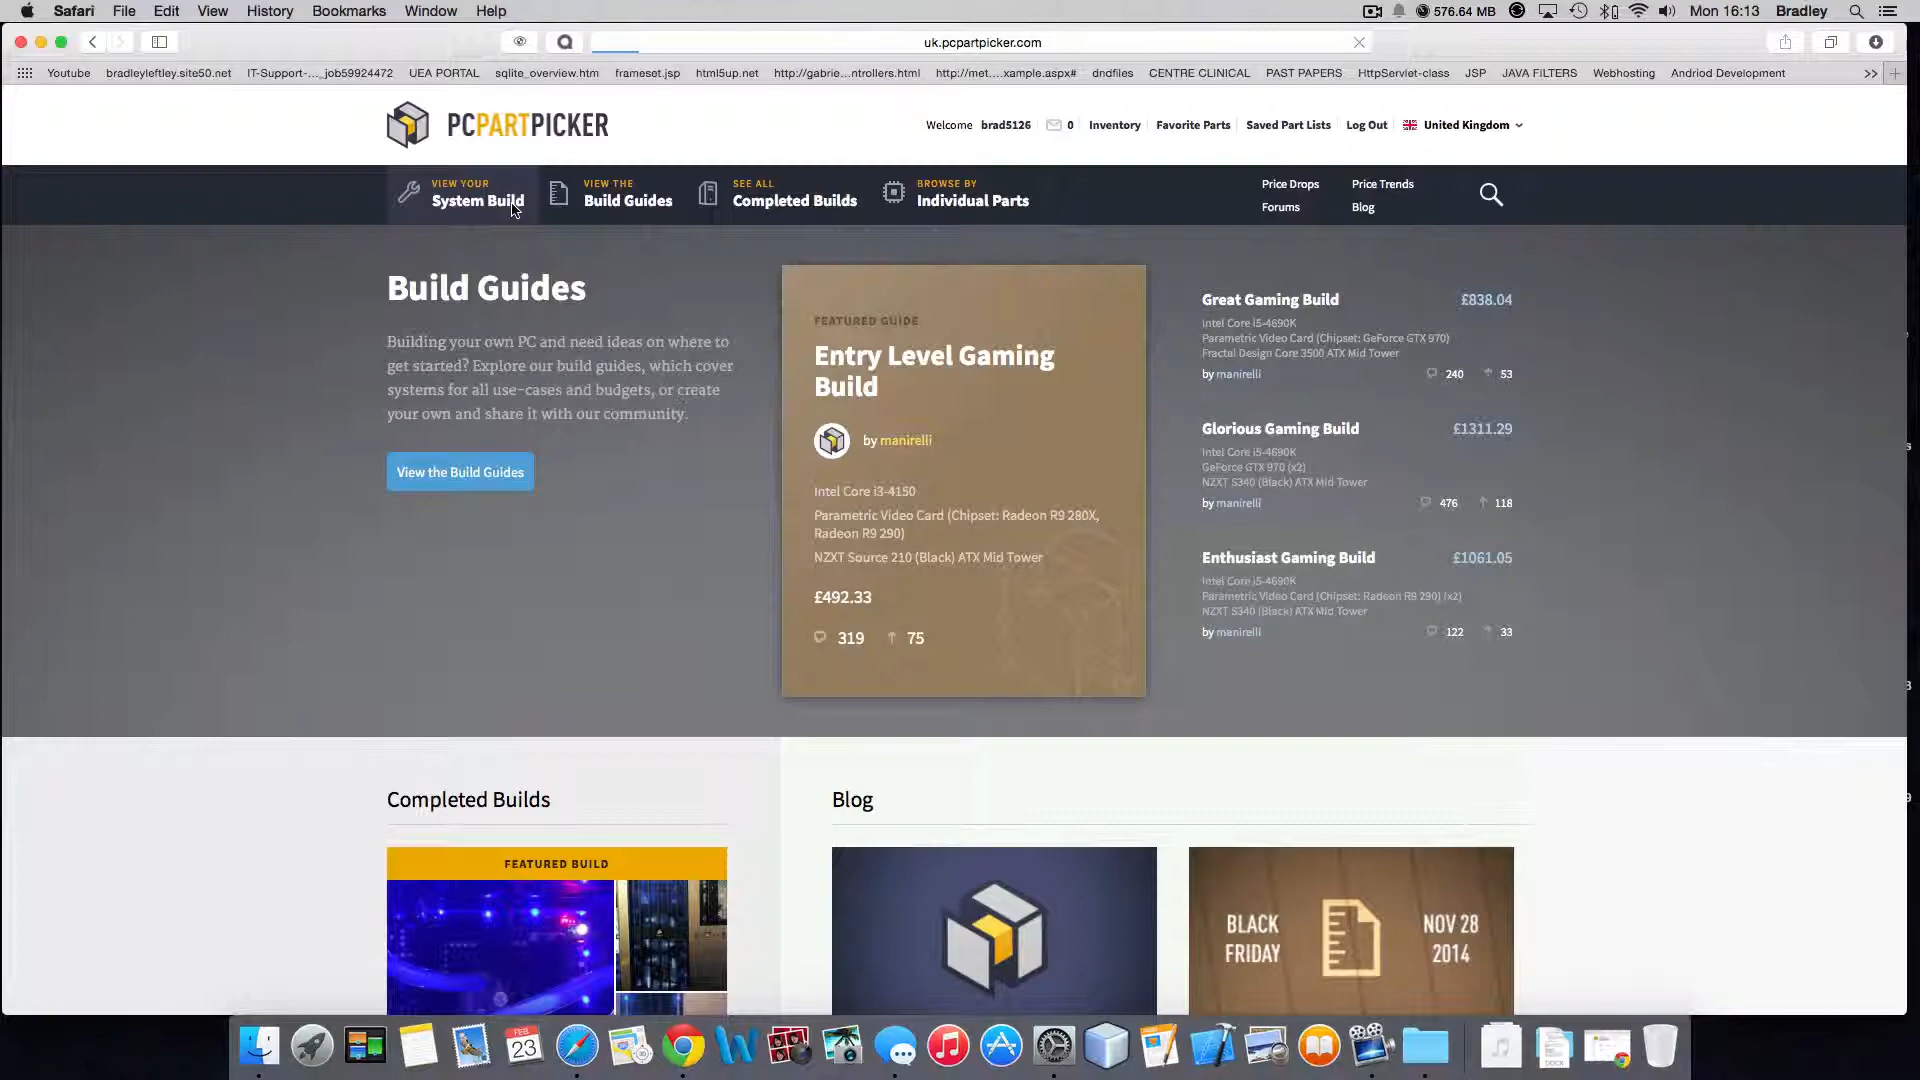 Safari File Edit View History Bookmarks Window Help
576.64 MB Mon 16:13 Bradley
uk.pcpartpicker.com
Youtube bradleyleftley.site50.net IT-Support-..._job59924472 UEA PORTAL sqlite_overview.htm frameset.jsp html5up.net http://gabrie...ntrollers.html http://met....xample.aspx# dndfiles CENTRE CLINICAL PAST PAPERS HttpServlet-class JSP JAVA FILTERS Webhosting Andriod Development
PCPARTPICKER
Welcome brad5126 0 Inventory Favorite Parts Saved Part Lists Log Out United Kingdom
VIEW YOUR
System Build
VIEW THE
Build Guides
SEE ALL
Completed Builds
BROWSE BY
Individual Parts
Price Drops Price Trends
Forums Blog
Build Guides
Building your own PC and need ideas on where to
get started? Explore our build guides, which cover
systems for all use-cases and budgets, or create
your own and share it with our community.
View the Build Guides
FEATURED GUIDE
Entry Level Gaming
Build
by manirelli
Intel Core i3-4150
Parametric Video Card (Chipset: Radeon R9 280X,
Radeon R9 290)
NZXT Source 210 (Black) ATX Mid Tower
£492.33
319 75
Great Gaming Build £838.04
Intel Core i5-4690K
Parametric Video Card (Chipset: GeForce GTX 970)
Fractal Design Core 3500 ATX Mid Tower
by manirelli 240 53
Glorious Gaming Build £1311.29
Intel Core i5-4690K
GeForce GTX 970 (x2)
NZXT S340 (Black) ATX Mid Tower
by manirelli 476 118
Enthusiast Gaming Build £1061.05
Intel Core i5-4690K
Parametric Video Card (Chipset: Radeon R9 290) (x2)
NZXT S340 (Black) ATX Mid Tower
by manirelli 122 33
Completed Builds
FEATURED BUILD
Blog
BLACK
FRIDAY
NOV 28
2014
FEB
23
DOCX